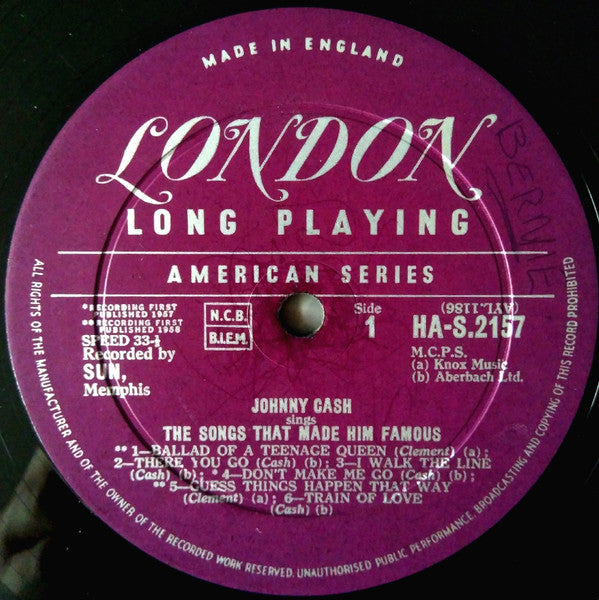 MADE IN ENGLAND
LONDON
LONG PLAYING
AMERICAN SERIES
*RECORDING FIRST
PUBLISHED 1957
**RECORDING FIRST
PUBLISHED 1958
SPEED 33-⅓
Recorded by
SUN,
Memphis
N.C.B.
B.I.E.M.
Side
1
(AYL.1186)
HA-S.2157
M.C.P.S.
(a) Knox Music
(b) Aberbach Ltd.
JOHNNY CASH
sings
THE SONGS THAT MADE HIM FAMOUS
**1—BALLAD OF A TEENAGE QUEEN (Clement) (a);
2—THERE YOU GO (Cash) (b); 3—I WALK THE LINE
(Cash) (b); *4—DON'T MAKE ME GO (Cash) (b)
**5—GUESS THINGS HAPPEN THAT WAY
(Clement) (a); 6—TRAIN OF LOVE
(Cash) (b)
ALL RIGHTS OF THE MANUFACTURER AND OF THE OWNER OF THE RECORDED WORK RESERVED. UNAUTHORISED PUBLIC PERFORMANCE, BROADCASTING AND COPYING OF THIS RECORD PROHIBITED
BERNIE